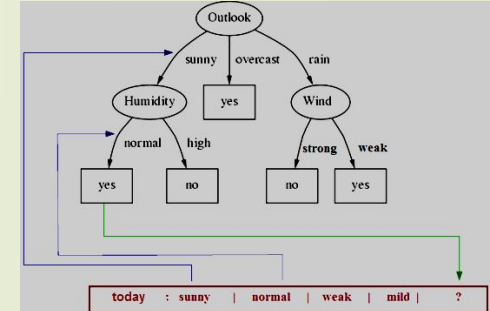 Outlook
sunny overcast rain
Humidity yes Wind
normal high strong weak
yes no no yes
today : sunny | normal | weak | mild | ?